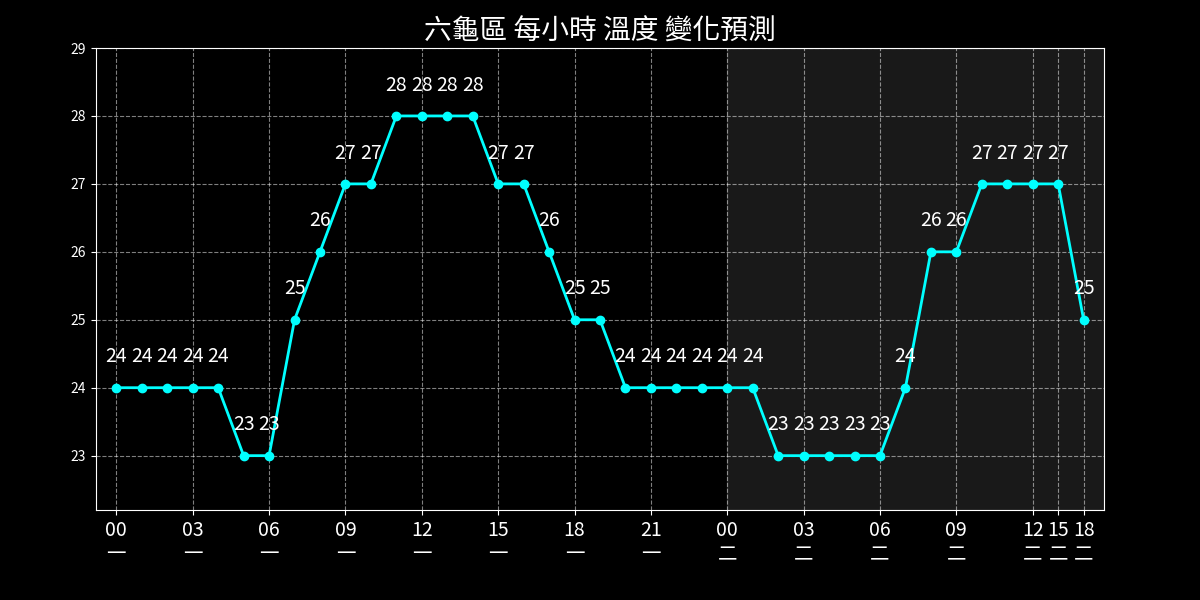 六龜區 每小時 溫度 變化預測
29
28 28 28 28
28
27 27 27 27 27 27 27 27
27
26 26 26 26
26
25 25 25 25
25
24 24 24 24 24 24 24 24 24 24 24 24
24
23 23 23 23 23 23 23
23
00 03 06 09 12 15 18 21 00 03 06 09 12 15 18
一 一 一 一 一 一 一 一 二 二 二 二 二 二 二